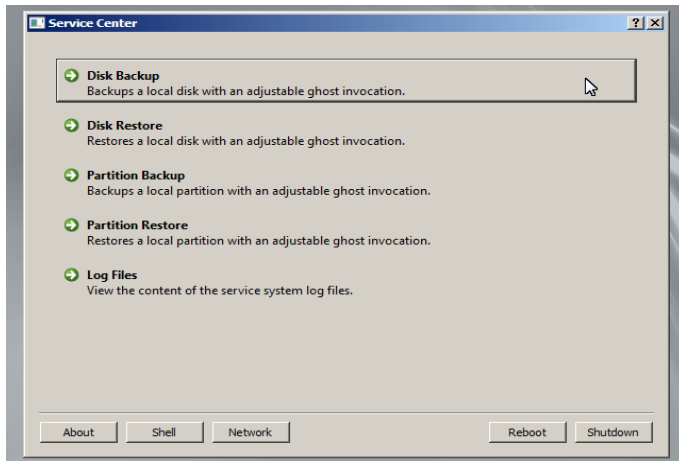 Service Center
Disk Backup
Backups a local disk with an adjustable ghost invocation.
Disk Restore
Restores a local disk with an adjustable ghost invocation.
Partition Backup
Backups a local partition with an adjustable ghost invocation.
Partition Restore
Restores a local partition with an adjustable ghost invocation.
Log Files
View the content of the service system log files.
About Shell Network Reboot Shutdown